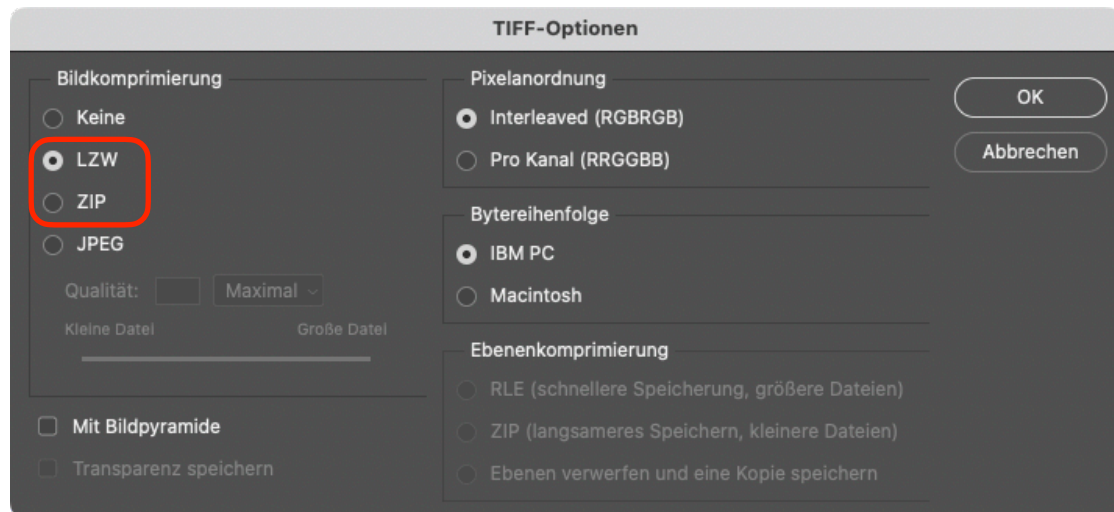 TIFF-Optionen
Bildkomprimierung
Keine
LZW
ZIP
JPEG
Qualität: Maximal
Kleine Datei Große Datei
Mit Bildpyramide
Transparenz speichern
Pixelanordnung
Interleaved (RGBRGB)
Pro Kanal (RRGGBB)
Bytereihenfolge
IBM PC
Macintosh
Ebenenkomprimierung
RLE (schnellere Speicherung, größere Dateien)
ZIP (langsameres Speichern, kleinere Dateien)
Ebenen verwerfen und eine Kopie speichern
OK
Abbrechen